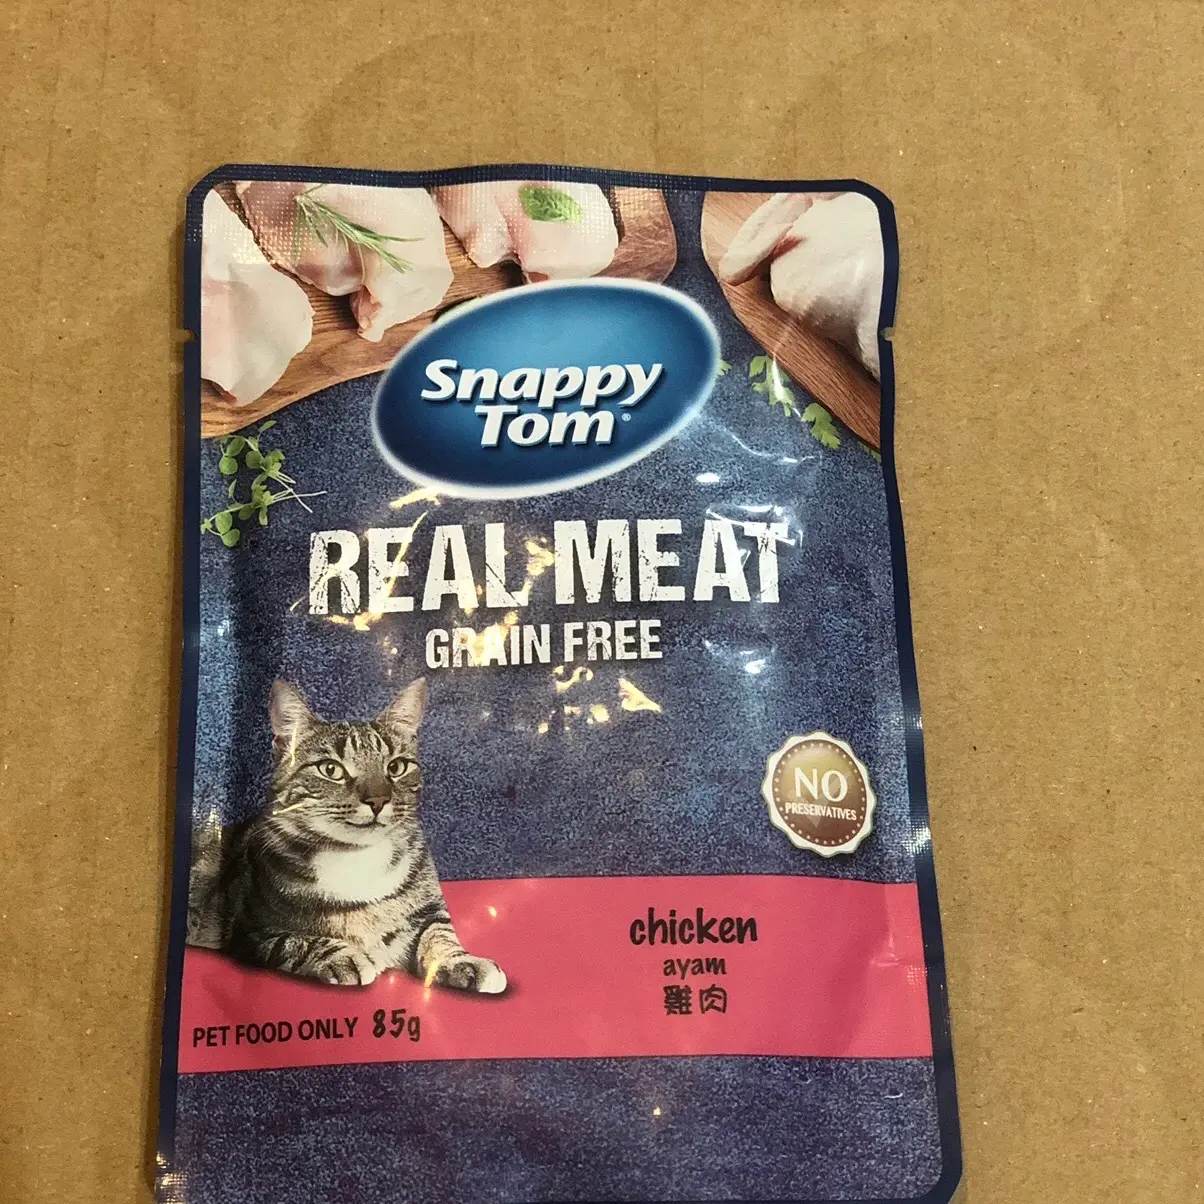 Snappy
Tom®
REAL MEAT
GRAIN FREE
NO
PRESERVATIVES
chicken
ayam
雞肉
PET FOOD ONLY 85g